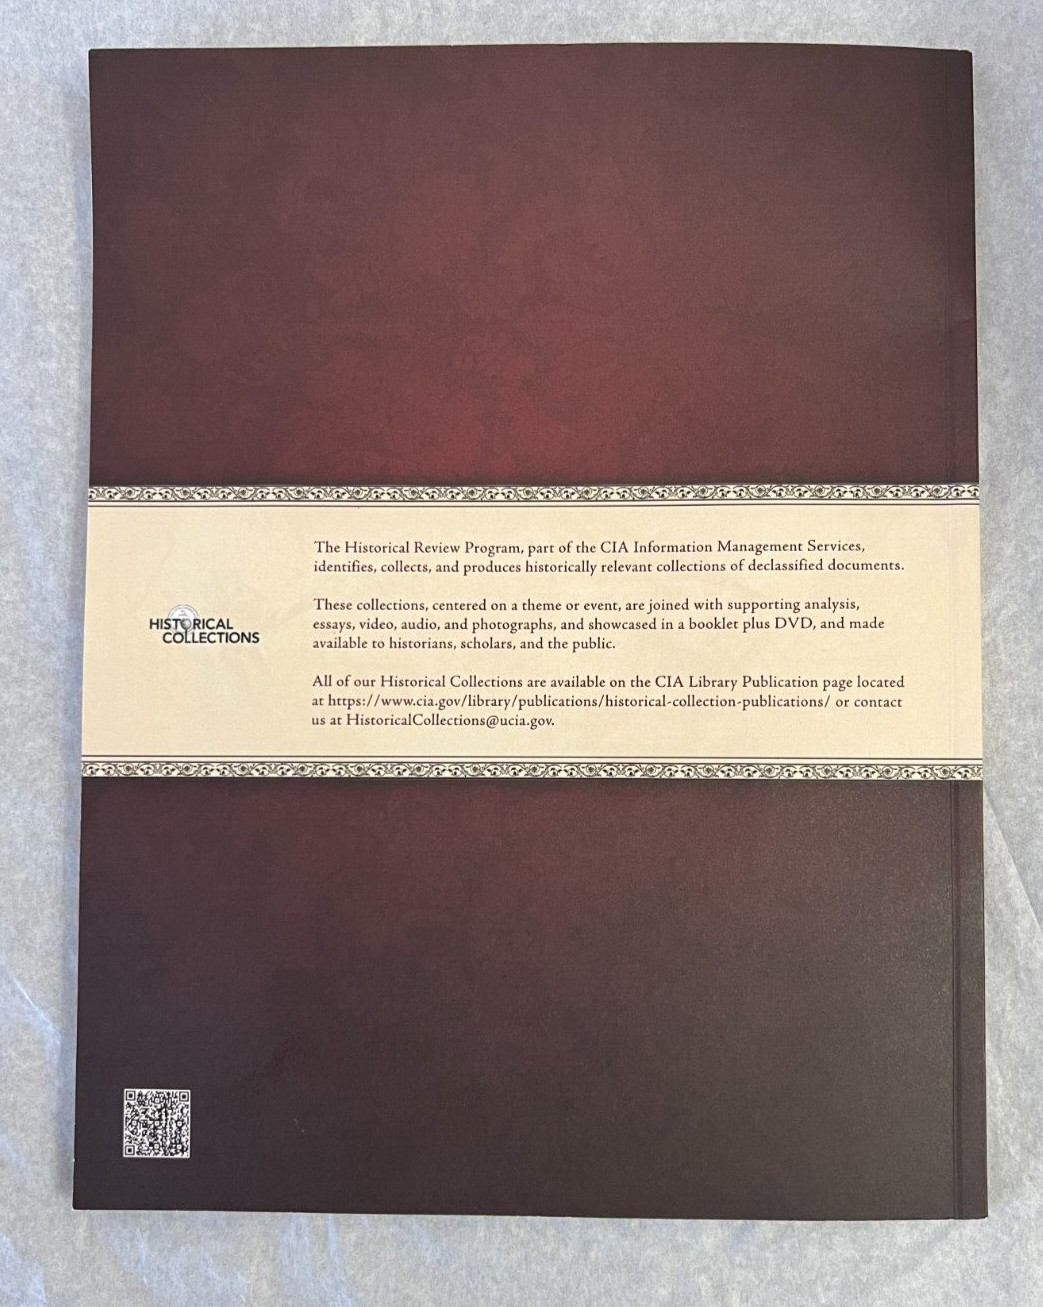 The Historical Review Program, part of the CIA Information Management Services,
identifies, collects, and produces historically relevant collections of declassified documents.
These collections, centered on a theme or event, are joined with supporting analysis,
essays, video, audio, and photographs, and showcased in a booklet plus DVD, and made
available to historians, scholars, and the public.
All of our Historical Collections are available on the CIA Library Publication page located
at https://www.cia.gov/library/publications/historical-collection-publications/ or contact
us at HistoricalCollections@ucia.gov.
HISTORICAL
COLLECTIONS